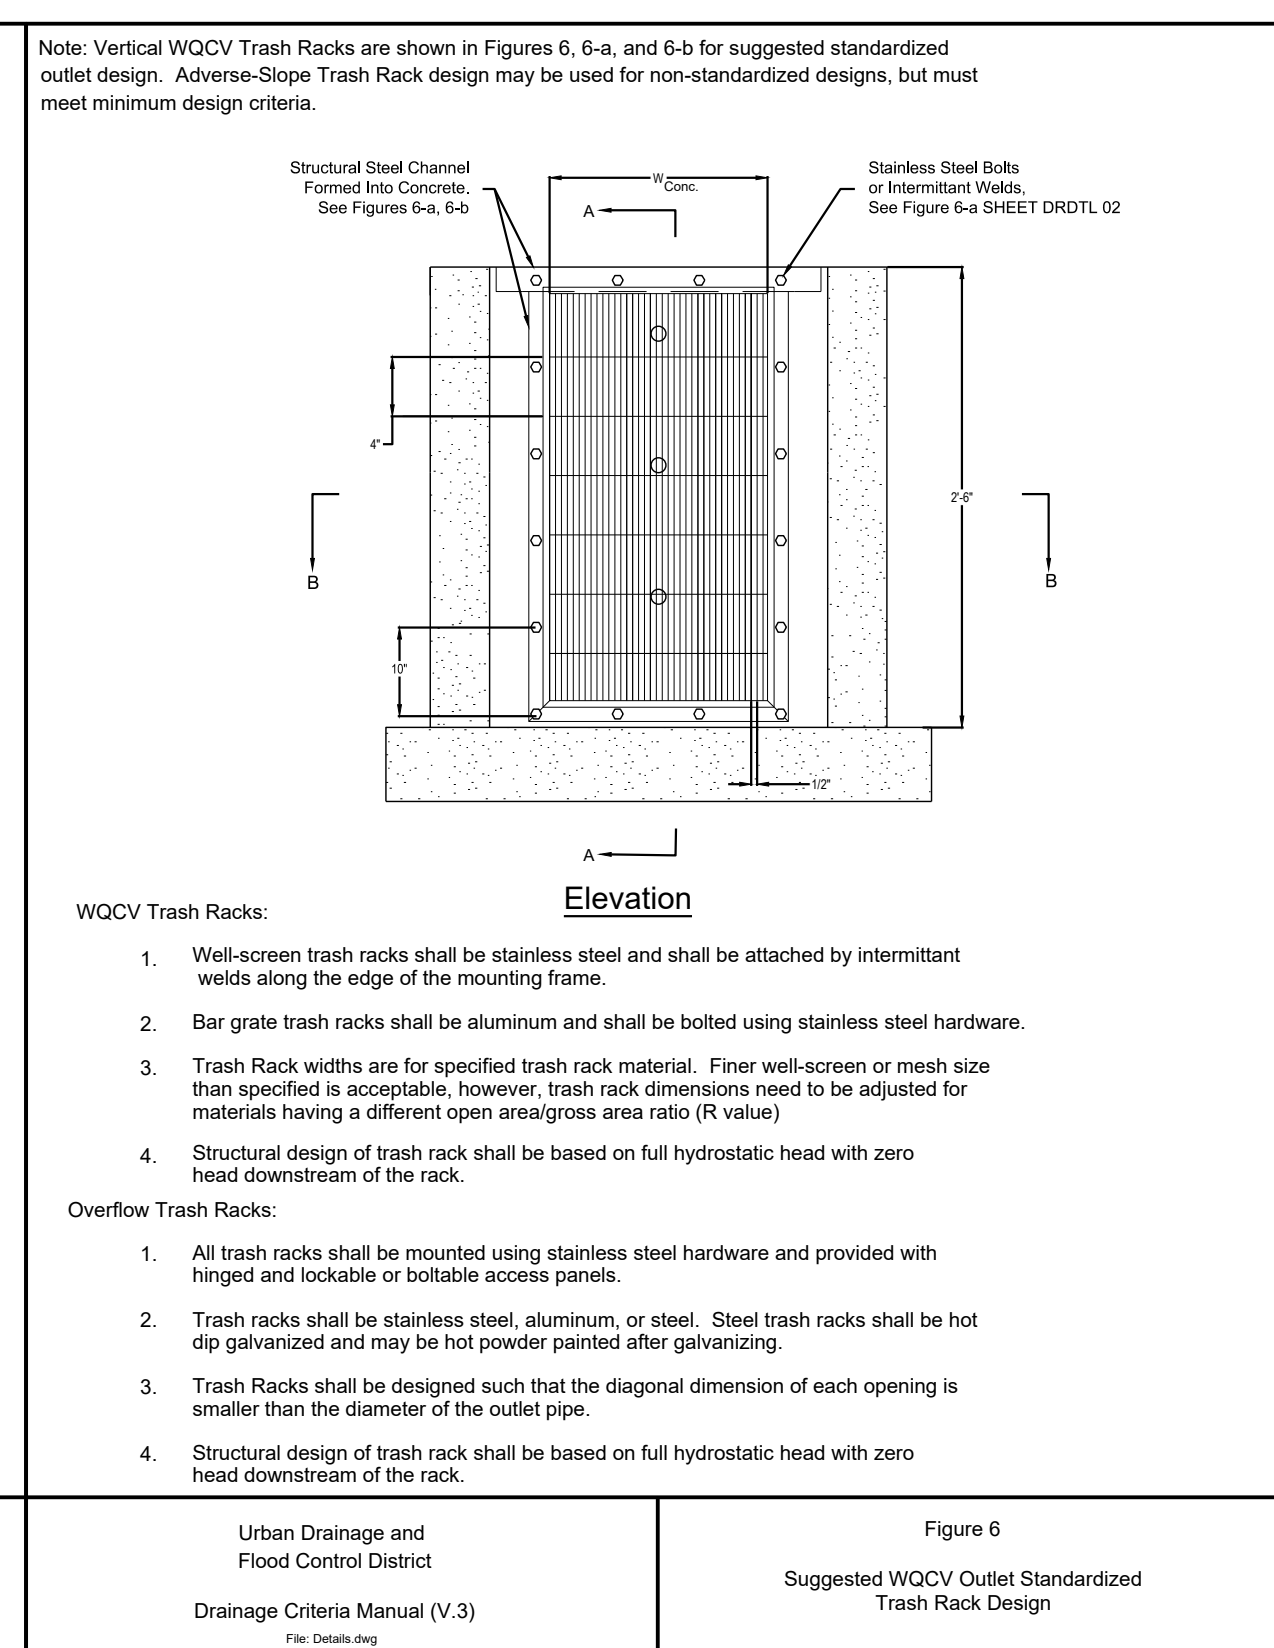 Note: Vertical WQCV Trash Racks are shown in Figures 6, 6-a, and 6-b for suggested standardized
outlet design. Adverse-Slope Trash Rack design may be used for non-standardized designs, but must
meet minimum design criteria.
Structural Steel Channel
Formed Into Concrete.
See Figures 6-a, 6-b
W Conc.
Stainless Steel Bolts
or Intermittant Welds,
See Figure 6-a SHEET DRDTL 02
A
4"
2'-6"
B
B
10"
1/2"
A
Elevation
WQCV Trash Racks:
1. Well-screen trash racks shall be stainless steel and shall be attached by intermittant
welds along the edge of the mounting frame.
2. Bar grate trash racks shall be aluminum and shall be bolted using stainless steel hardware.
3. Trash Rack widths are for specified trash rack material. Finer well-screen or mesh size
than specified is acceptable, however, trash rack dimensions need to be adjusted for
materials having a different open area/gross area ratio (R value)
4. Structural design of trash rack shall be based on full hydrostatic head with zero
head downstream of the rack.
Overflow Trash Racks:
1. All trash racks shall be mounted using stainless steel hardware and provided with
hinged and lockable or boltable access panels.
2. Trash racks shall be stainless steel, aluminum, or steel. Steel trash racks shall be hot
dip galvanized and may be hot powder painted after galvanizing.
3. Trash Racks shall be designed such that the diagonal dimension of each opening is
smaller than the diameter of the outlet pipe.
4. Structural design of trash rack shall be based on full hydrostatic head with zero
head downstream of the rack.
Urban Drainage and
Flood Control District
Drainage Criteria Manual (V.3)
File: Details.dwg
Figure 6
Suggested WQCV Outlet Standardized
Trash Rack Design